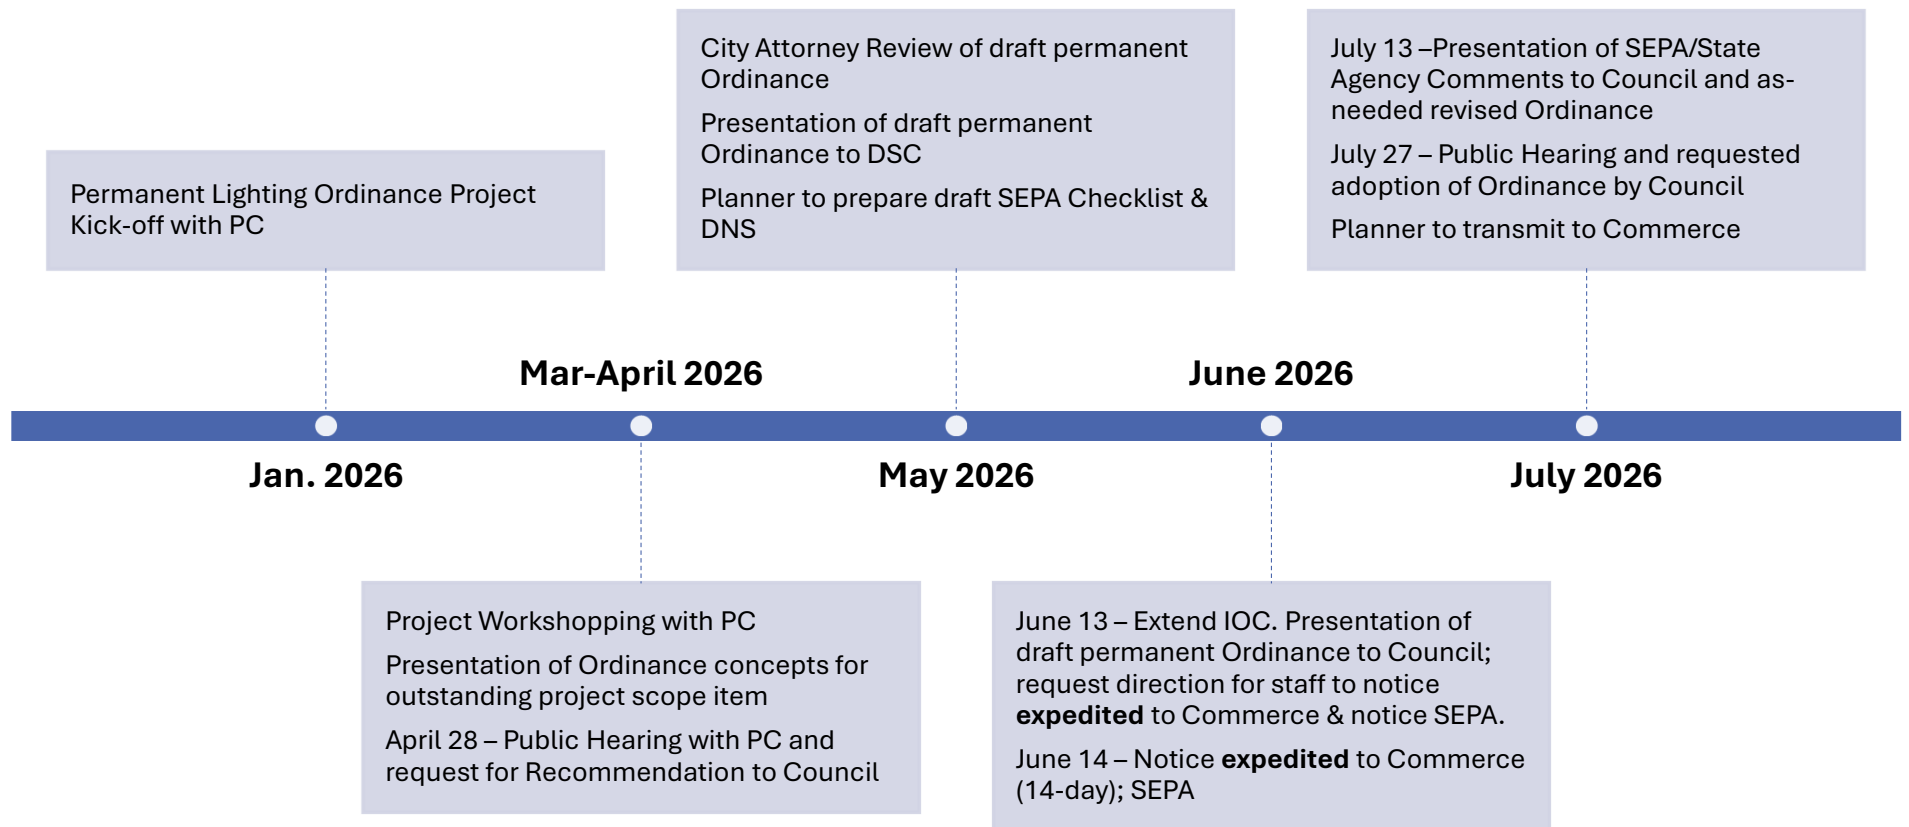 Permanent Lighting Ordinance Project
Kick-off with PC
Jan. 2026
Mar-April 2026
Project Workshopping with PC
Presentation of Ordinance concepts for
outstanding project scope item
April 28 – Public Hearing with PC and
request for Recommendation to Council
City Attorney Review of draft permanent
Ordinance
Presentation of draft permanent
Ordinance to DSC
Planner to prepare draft SEPA Checklist &
DNS
May 2026
June 2026
June 13 – Extend IOC. Presentation of
draft permanent Ordinance to Council;
request direction for staff to notice
expedited to Commerce & notice SEPA.
June 14 – Notice expedited to Commerce
(14-day); SEPA
July 13 –Presentation of SEPA/State
Agency Comments to Council and as-
needed revised Ordinance
July 27 – Public Hearing and requested
adoption of Ordinance by Council
Planner to transmit to Commerce
July 2026